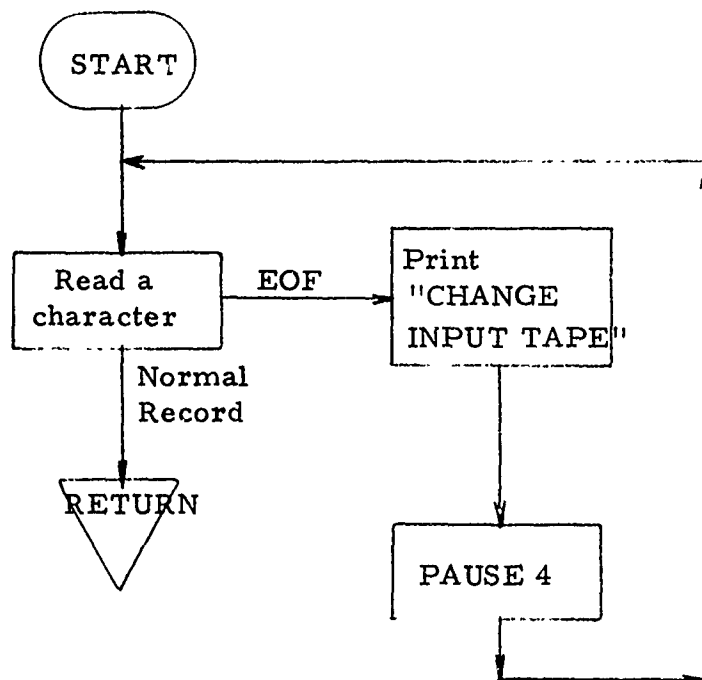 START
Read a
character
EOF
Print
"CHANGE
INPUT TAPE"
Normal
Record
RETURN
PAUSE 4